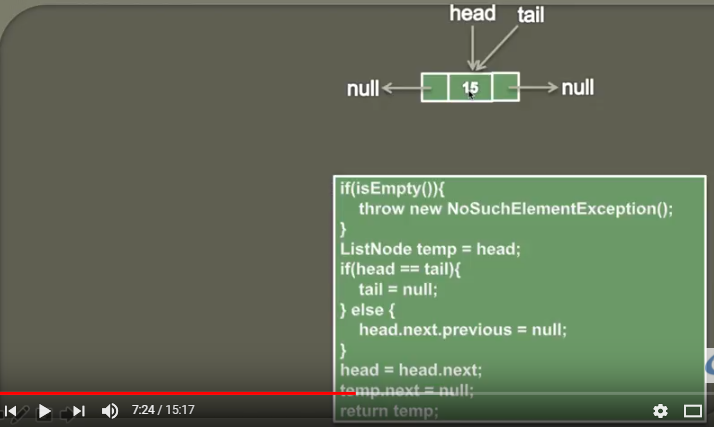 head tail
null 15 null
if(isEmpty()){
throw new NoSuchElementException();
}
ListNode temp = head;
if(head == tail){
tail = null;
} else {
head.next.previous = null;
}
head = head.next;
temp.next = null;
return temp;
7:24 / 15:17